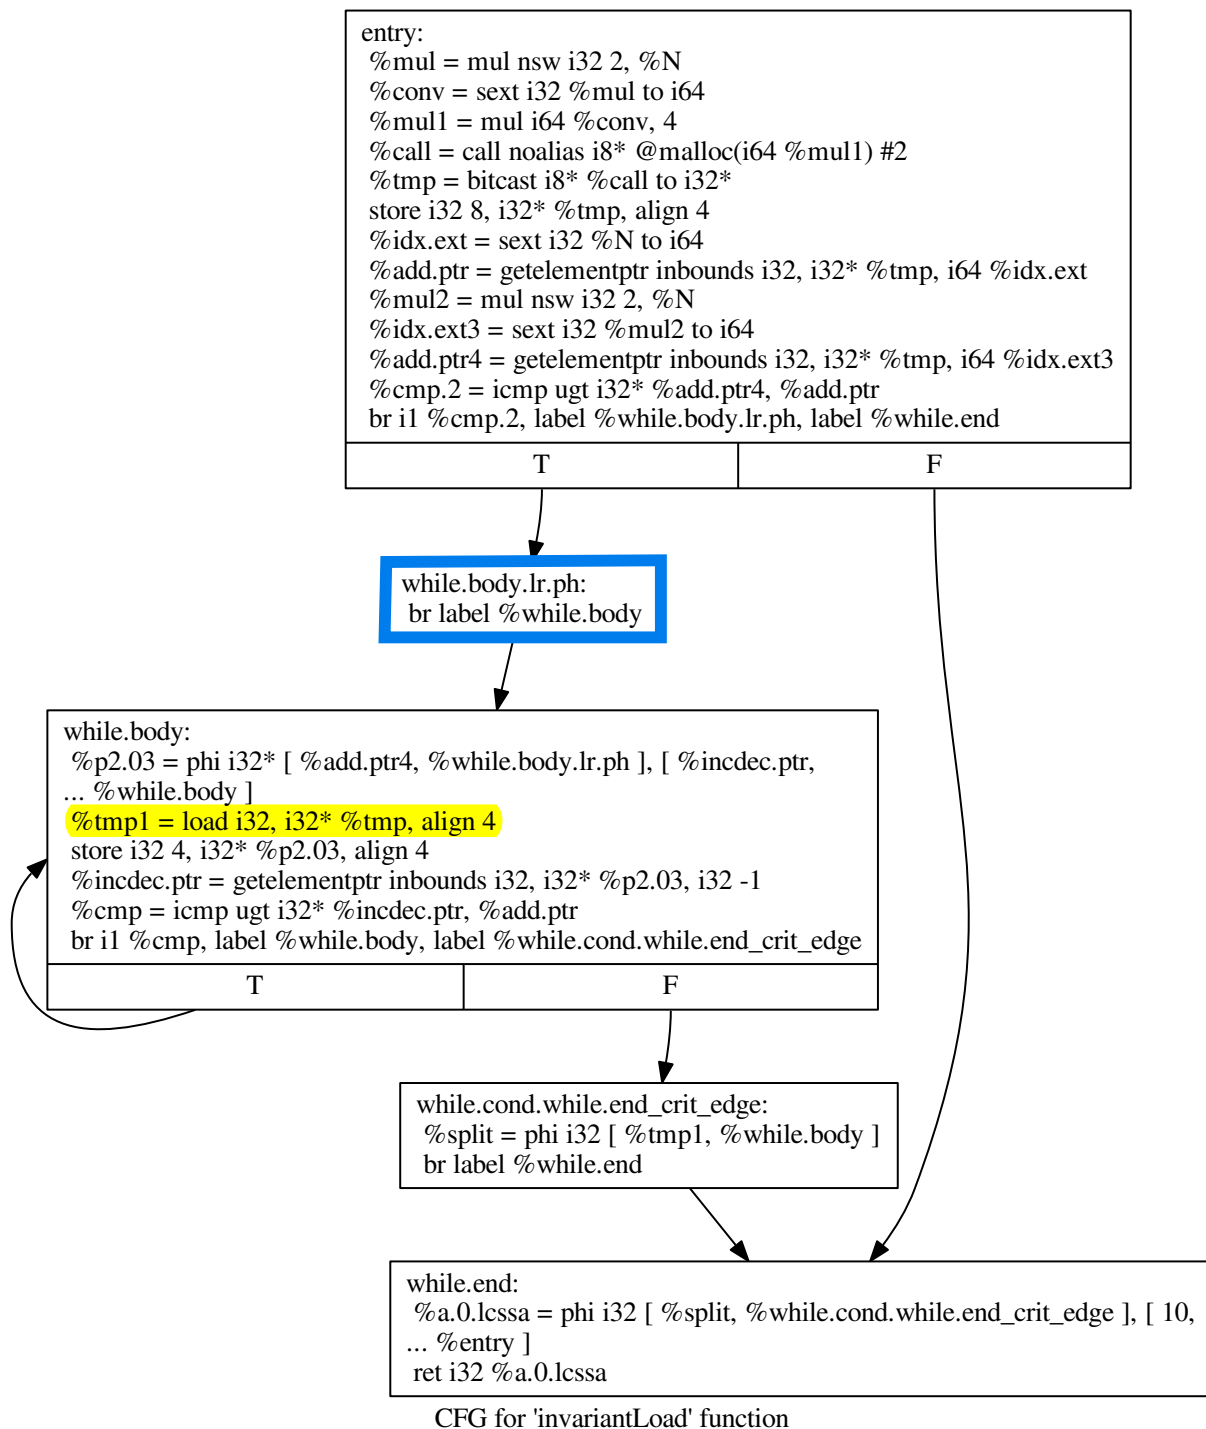 entry:
%mul = mul nsw i32 2, %N
%conv = sext i32 %mul to i64
%mul1 = mul i64 %conv, 4
%call = call noalias i8* @malloc(i64 %mul1) #2
%tmp = bitcast i8* %call to i32*
store i32 8, i32* %tmp, align 4
%idx.ext = sext i32 %N to i64
%add.ptr = getelementptr inbounds i32, i32* %tmp, i64 %idx.ext
%mul2 = mul nsw i32 2, %N
%idx.ext3 = sext i32 %mul2 to i64
%add.ptr4 = getelementptr inbounds i32, i32* %tmp, i64 %idx.ext3
%cmp.2 = icmp ugt i32* %add.ptr4, %add.ptr
br i1 %cmp.2, label %while.body.lr.ph, label %while.end
T
F
while.body.lr.ph:
br label %while.body
while.body:
%p2.03 = phi i32* [ %add.ptr4, %while.body.lr.ph ], [ %incdec.ptr,
... %while.body ]
%tmp1 = load i32, i32* %tmp, align 4
store i32 4, i32* %p2.03, align 4
%incdec.ptr = getelementptr inbounds i32, i32* %p2.03, i32 -1
%cmp = icmp ugt i32* %incdec.ptr, %add.ptr
br i1 %cmp, label %while.body, label %while.cond.while.end_crit_edge
T
F
while.cond.while.end_crit_edge:
%split = phi i32 [ %tmp1, %while.body ]
br label %while.end
while.end:
%a.0.lcssa = phi i32 [ %split, %while.cond.while.end_crit_edge ], [ 10,
... %entry ]
ret i32 %a.0.lcssa
CFG for 'invariantLoad' function